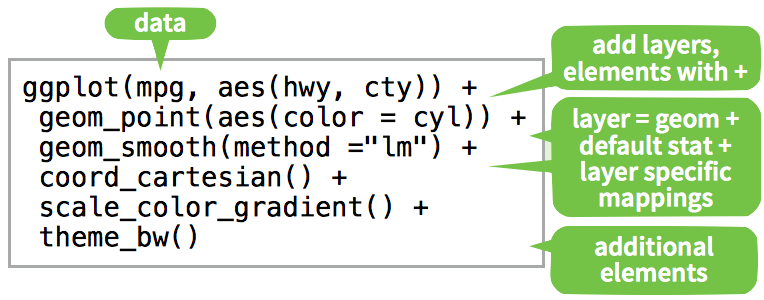 data
ggplot(mpg, aes(hwy, cty)) +
geom_point(aes(color = cyl)) +
geom_smooth(method ="lm") +
coord_cartesian() +
scale_color_gradient() +
theme_bw()
add layers,
elements with +
layer = geom +
default stat +
layer specific
mappings
additional
elements